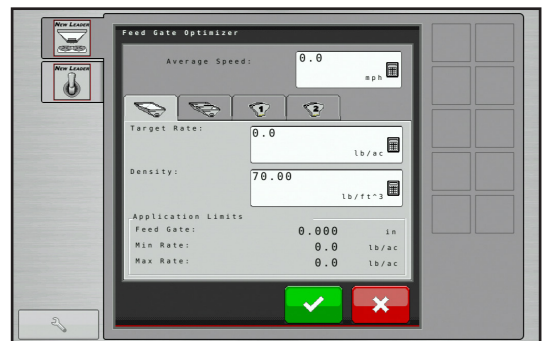 New Leader
New Leader
Feed Gate Optimizer
Average Speed:
0.0
mph
1
2
Target Rate:
0.0
lb/ac
Density:
70.00
lb/ft^3
Application Limits
Feed Gate: 0.000 in
Min Rate: 0.0 lb/ac
Max Rate: 0.0 lb/ac